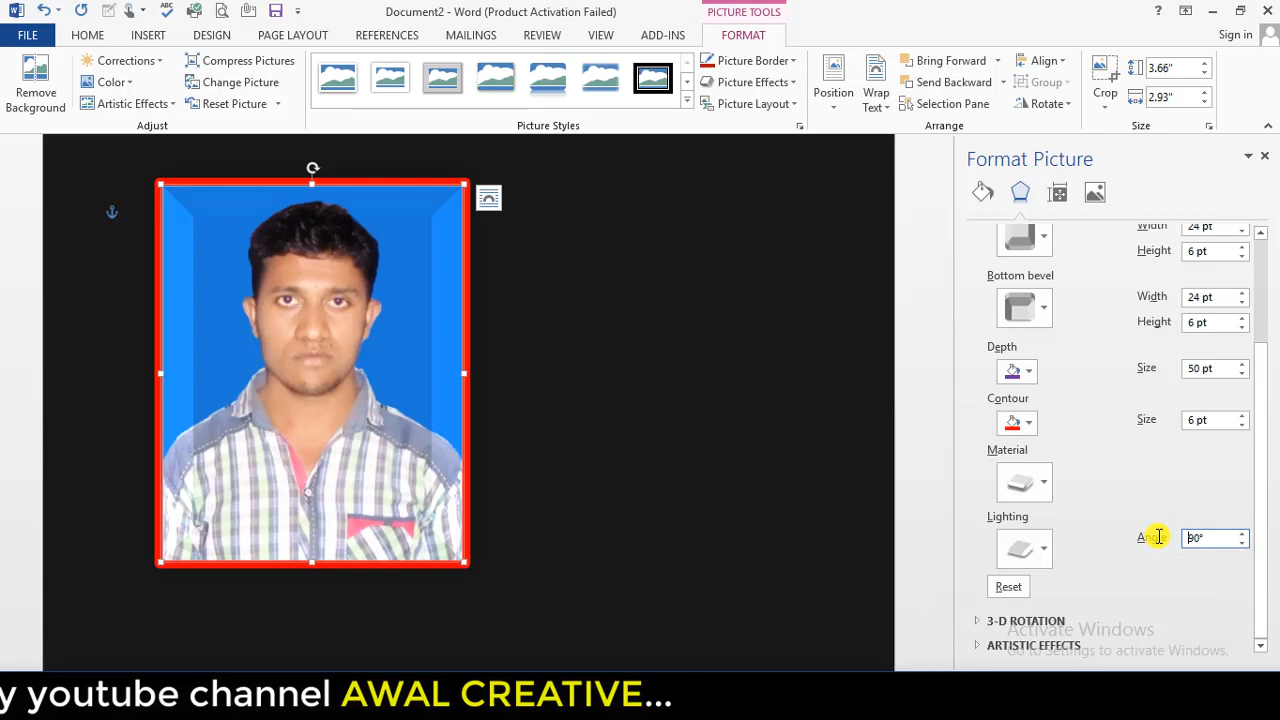 Document2 - Word (Product Activation Failed)
PICTURE TOOLS
?
FILE
HOME
INSERT
DESIGN
PAGE LAYOUT
REFERENCES
MAILINGS
REVIEW
VIEW
ADD-INS
FORMAT
Sign in
Remove Background
Corrections
Color
Artistic Effects
Compress Pictures
Change Picture
Reset Picture
Adjust
Picture Styles
Picture Border
Picture Effects
Picture Layout
Position
Wrap Text
Bring Forward
Send Backward
Selection Pane
Align
Group
Rotate
Arrange
Crop
3.66"
2.93"
Size
Format Picture
Width 24 pt
Height 6 pt
Bottom bevel
Width 24 pt
Height 6 pt
Depth
Size 50 pt
Contour
Size 6 pt
Material
Lighting
Angle 90°
Reset
3-D ROTATION
ARTISTIC EFFECTS
Activate Windows
Go to Settings to activate Windows.
y youtube channel AWAL CREATIVE...